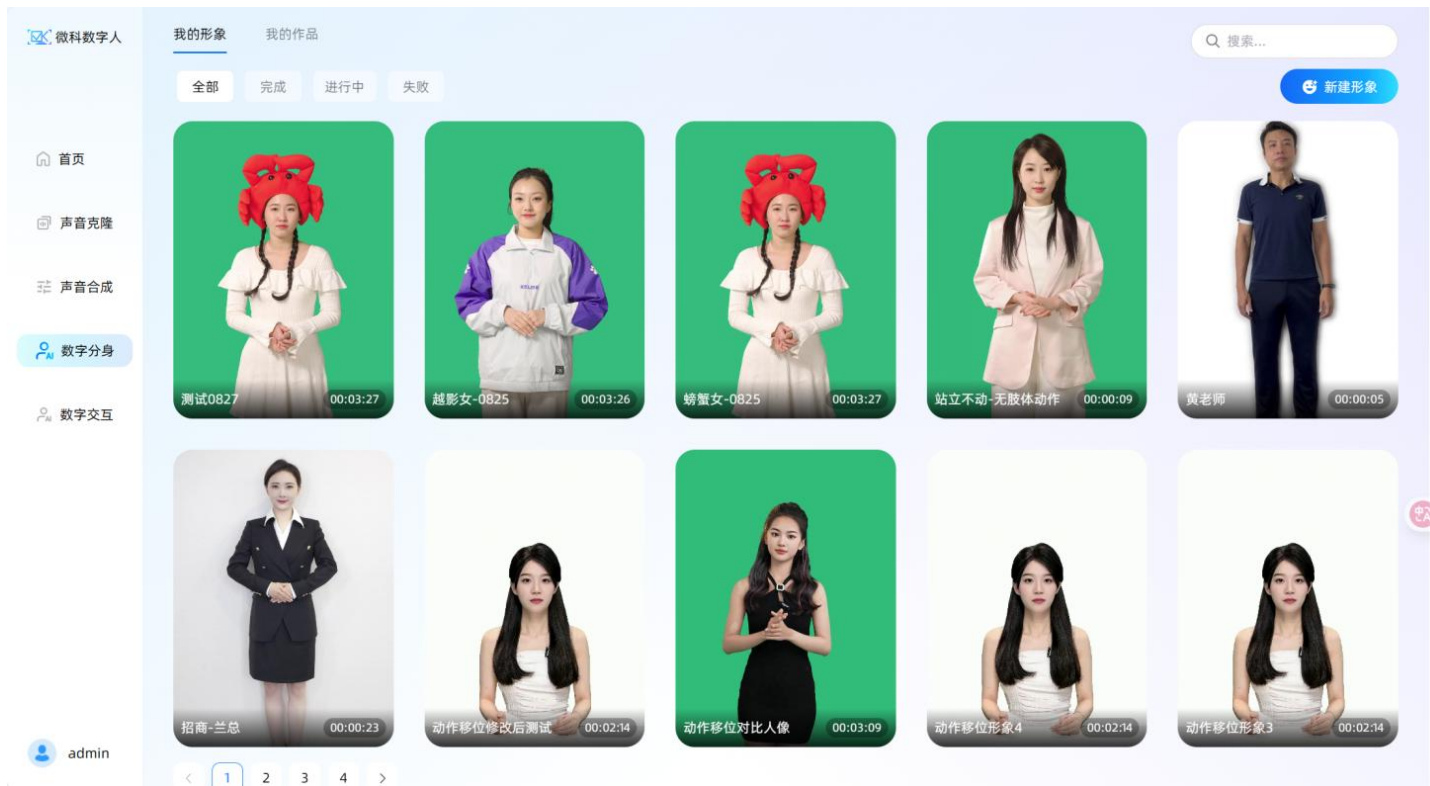 微科数字人
我的形象
我的作品
搜索...
全部
完成
进行中
失败
新建形象
首页
声音克隆
声音合成
数字分身
数字交互
测试0827
00:03:27
越影女-0825
00:03:26
螃蟹女-0825
00:03:27
站立不动-无肢体动作
00:00:09
黄老师
00:00:05
招商-兰总
00:00:23
动作移位修改后测试
00:02:14
动作移位对比人像
00:03:09
动作移位形象4
00:02:14
动作移位形象3
00:02:14
admin
1 2 3 4